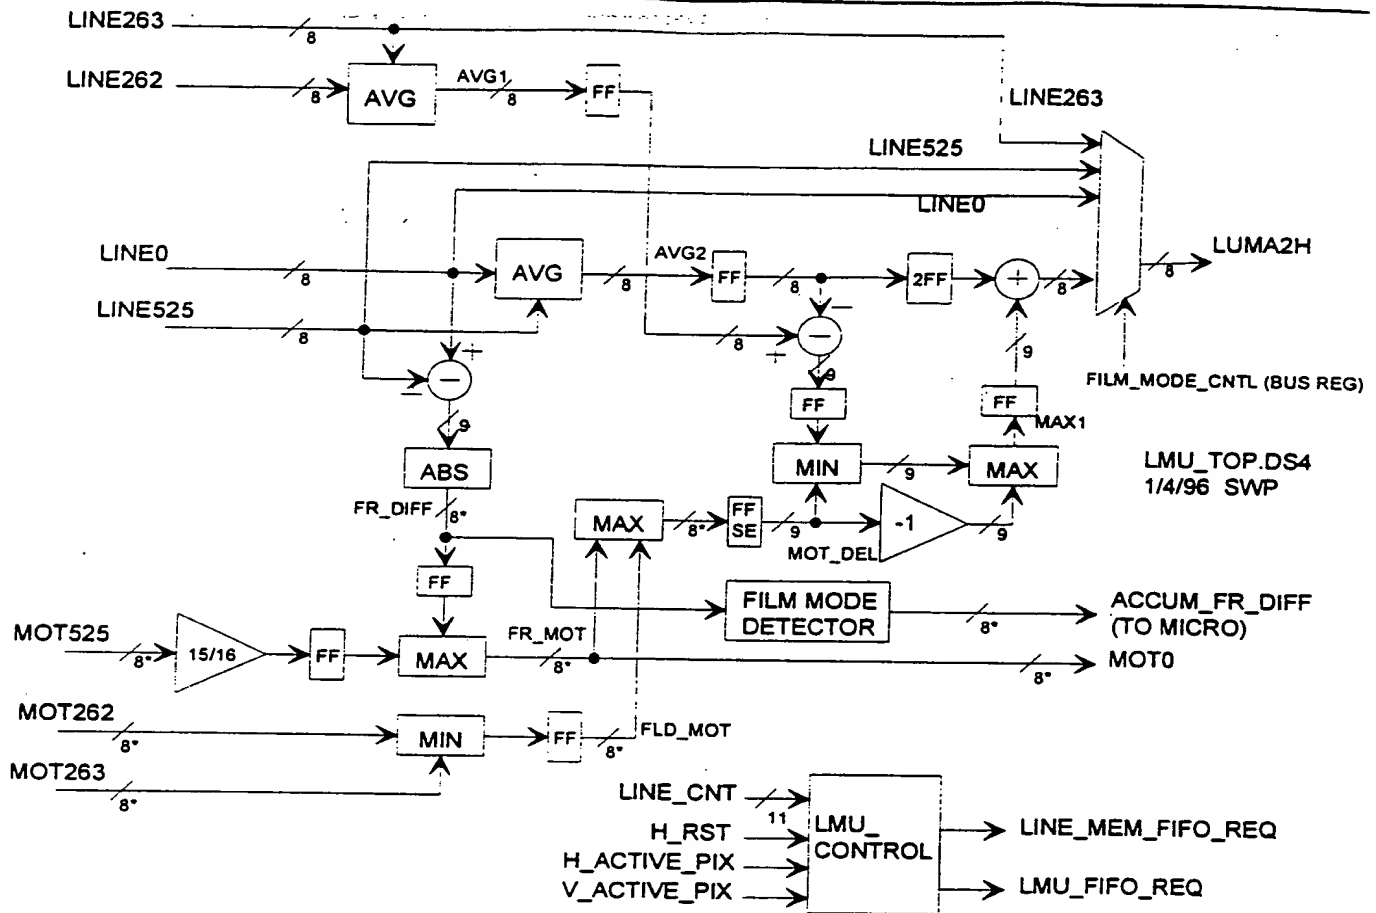 LINE263
8
LINE262
8
AVG
AVG1
8
FF
LINE263
LINE525
LINE0
LINE0
8
AVG
8
AVG2
FF
8
2FF
+
8
LUMA2H
8
LINE525
8
8
+
−
−
9
+
−
−
9
FF
9
FF
MAX1
FILM_MODE_CNTL (BUS REG)
ABS
FR_DIFF
8*
MIN
9
MAX
LMU_TOP.DS4
1/4/96 SWP
MAX
8*
FF
SE
9
MOT_DEL
-1
9
FF
FILM MODE
DETECTOR
8*
ACCUM_FR_DIFF
(TO MICRO)
MOT525
8*
15/16
FF
MAX
FR_MOT
8*
8*
MOT0
MOT262
8*
MIN
FF
8*
FLD_MOT
MOT263
8*
LINE_CNT
11
H_RST
H_ACTIVE_PIX
V_ACTIVE_PIX
LMU_
CONTROL
LINE_MEM_FIFO_REQ
LMU_FIFO_REQ